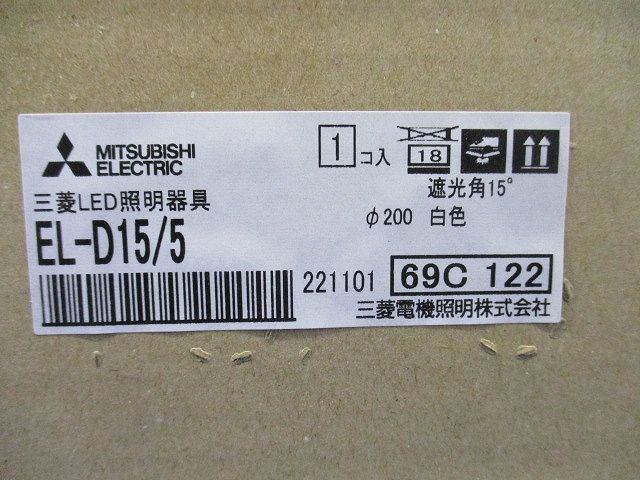 MITSUBISHI
ELECTRIC
1 コ入
18
三菱LED照明器具
遮光角15°
EL-D15/5
φ200 白色
221101
69C 122
三菱電機照明株式会社